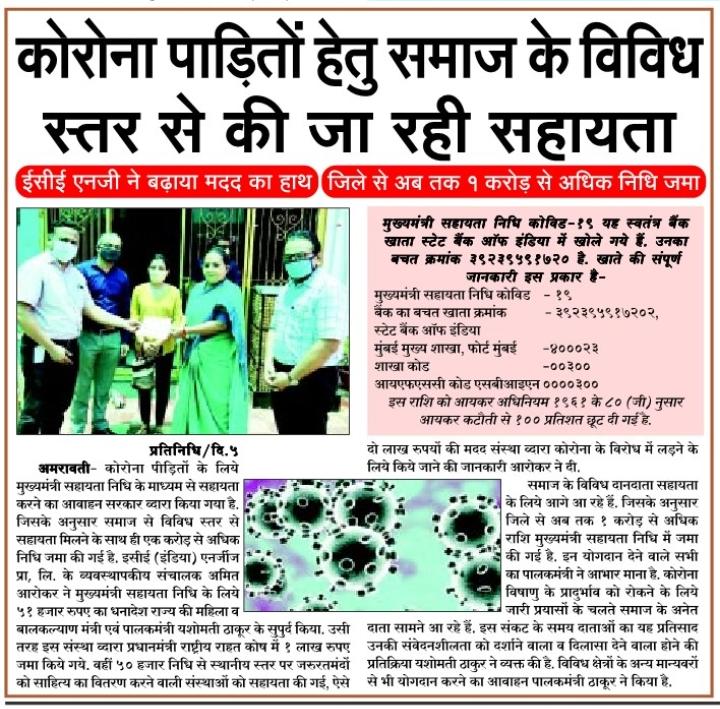 कोरोना पाड़ितों हेतु समाज के विविध
स्तर से की जा रही सहायता
ईसीई एनजी ने बढ़ाया मदद का हाथ
जिले से अब तक १ करोड़ से अधिक निधि जमा
मुख्यमंत्री सहायता निधि कोविड-१९ यह स्वतंत्र बैंक
खाता स्टेट बैंक ऑफ इंडिया में खोले गये हैं. उनका
बचत क्रमांक ३९२३९५९१७२० है. खाते की संपूर्ण
जानकारी इस प्रकार है-
मुख्यमंत्री सहायता निधि कोविड - १९
बैंक का बचत खाता क्रमांक - ३९२३९५९१७२०२,
स्टेट बैंक ऑफ इंडिया
मुंबई मुख्य शाखा, फोर्ट मुंबई -४०००२३
शाखा कोड -००३००
आयएफएससी कोड एसबीआइएन ००००३००
इस राशि को आयकर अधिनियम १९६१ के ८० (जी) नुसार
आयकर कटौती से १०० प्रतिशत छूट दी गई है.
प्रतिनिधि/दि.५
अमरावती- कोरोना पीड़ितों के लिये
मुख्यमंत्री सहायता निधि के माध्यम से सहायता
करने का आवाहन सरकार व्दारा किया गया है.
जिसके अनुसार समाज से विविध स्तर से
सहायता मिलने के साथ ही एक करोड़ से अधिक
निधि जमा की गई है. इसीई (इंडिया) एनर्जीज
प्रा, लि. के व्यवस्थापकीय संचालक अमित
आरोकर ने मुख्यमंत्री सहायता निधि के लिये
५१ हजार रुपए का धनादेश राज्य की महिला व
बालकल्याण मंत्री एवं पालकमंत्री यशोमती ठाकूर के सुपुर्द किया. उसी
तरह इस संस्था व्दारा प्रधानमंत्री राष्ट्रीय राहत कोष में १ लाख रुपए
जमा किये गये. वहीं ५० हजार निधि से स्थानीय स्तर पर जरुरतमंदों
को साहित्य का वितरण करने वाली संस्थाओं को सहायता की गई, ऐसे
दो लाख रुपयों की मदद संस्था व्दारा कोरोना के विरोध में लड़ने के
लिये किये जाने की जानकारी आरोकर ने दी.
समाज के विविध दानदाता सहायता
के लिये आगे आ रहे हैं. जिसके अनुसार
जिले से अब तक १ करोड़ से अधिक
राशि मुख्यमंत्री सहायता निधि में जमा
की गई है. इन योगदान देने वाले सभी
का पालकमंत्री ने आभार माना है. कोरोना
विषाणु के प्रादुर्भाव को रोकने के लिये
जारी प्रयासों के चलते समाज के अनेत
दाता सामने आ रहे हैं, इस संकट के समय दाताओं का यह प्रतिसाद
उनकी संवेदनशीलता को दर्शाने वाला व दिलासा देने वाला होने की
प्रतिक्रिया यशोमती ठाकुर ने व्यक्त की है. विविध क्षेत्रों के अन्य मान्यवरों
से भी योगदान करने का आवाहन पालकमंत्री ठाकूर ने किया है.